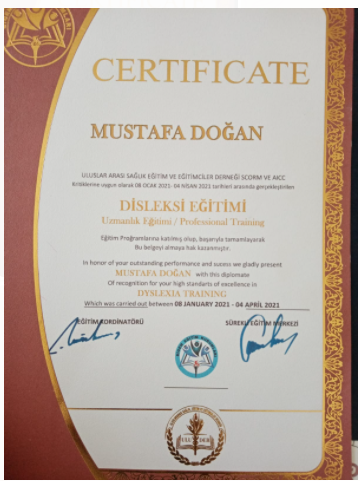 CERTIFICATE
MUSTAFA DOĞAN
ULUSLAR ARASI SAĞLIK EĞİTİM VE EĞİTİMCİLER DERNEĞİ SCORM VE AICC
Kriterlerine uygun olarak 08 OCAK 2021- 04 NİSAN 2021 tarihleri arasında gerçekleştirilen
DİSLEKSİ EĞİTİMİ
Uzmanlık Eğitimi / Professional Training
Eğitim Programlarına katılmış olup, başarıyla tamamlayarak
Bu belgeyi almaya hak kazanmıştır.
In honor of your outstanding performance and sucess we gladly present
MUSTAFA DOĞAN with this diplomate
Of recognition for your high standarts of excellence in
DYSLEXIA TRAINING
Which was carried out between 08 JANUARY 2021 - 04 APRIL 2021
EĞİTİM KORDİNATÖRÜ SÜREKLİ EĞİTİM MERKEZİ
ULU DER